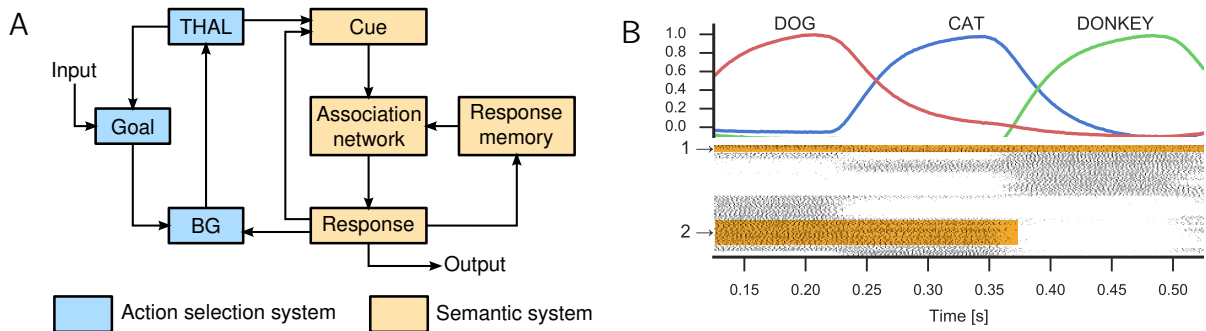 A
THAL
Cue
Input
Goal
Association
network
Response
memory
BG
Response
Output
Action selection system
Semantic system
B
DOG CAT DONKEY
1.0
0.8
0.6
0.4
0.2
0.0
1→
2→
0.15 0.20 0.25 0.30 0.35 0.40 0.45 0.50
Time [s]